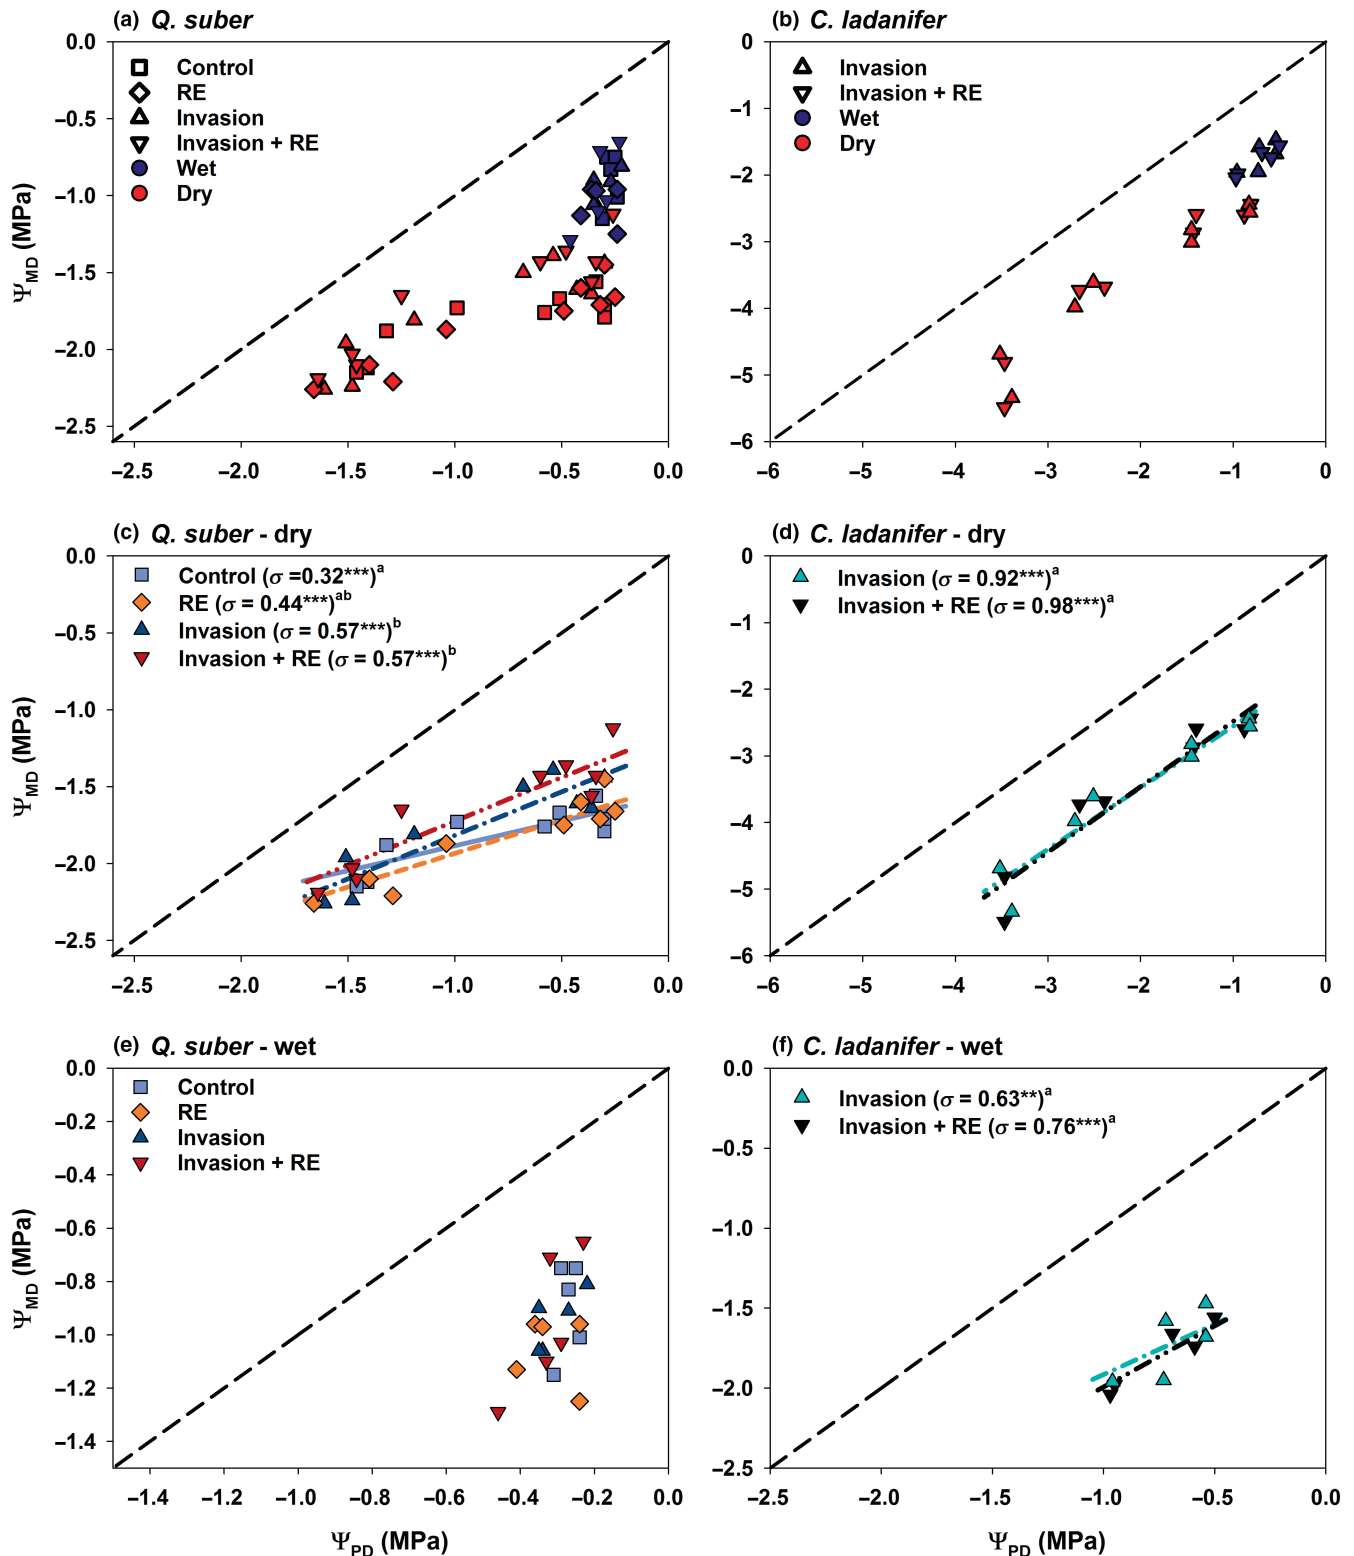 (a) Q. suber
(b) C. ladanifer
0.0
–0.5
–1.0
–1.5
–2.0
–2.5
ΨMD (MPa)
Control
RE
Invasion
Invasion + RE
Wet
Dry
–2.5 –2.0 –1.5 –1.0 –0.5 0.0
0
–1
–2
–3
–4
–5
–6
Invasion
Invasion + RE
Wet
Dry
–6 –5 –4 –3 –2 –1 0
(c) Q. suber - dry
(d) C. ladanifer - dry
0.0
–0.5
–1.0
–1.5
–2.0
–2.5
ΨMD (MPa)
Control (σ =0.32***)a
RE (σ = 0.44***)ab
Invasion (σ = 0.57***)b
Invasion + RE (σ = 0.57***)b
–2.5 –2.0 –1.5 –1.0 –0.5 0.0
0
–1
–2
–3
–4
–5
–6
Invasion (σ = 0.92***)a
Invasion + RE (σ = 0.98***)a
–6 –5 –4 –3 –2 –1 0
(e) Q. suber - wet
(f) C. ladanifer - wet
0.0
–0.2
–0.4
–0.6
–0.8
–1.0
–1.2
–1.4
ΨMD (MPa)
Control
RE
Invasion
Invasion + RE
–1.4 –1.2 –1.0 –0.8 –0.6 –0.4 –0.2 0.0
ΨPD (MPa)
0.0
–0.5
–1.0
–1.5
–2.0
–2.5
Invasion (σ = 0.63**)a
Invasion + RE (σ = 0.76***)a
–2.5 –2.0 –1.5 –1.0 –0.5 0.0
ΨPD (MPa)